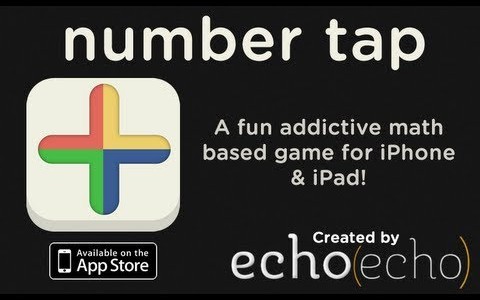 number tap
A fun addictive math
based game for iPhone
& iPad!
Available on the
App Store
Created by
echo(echo)